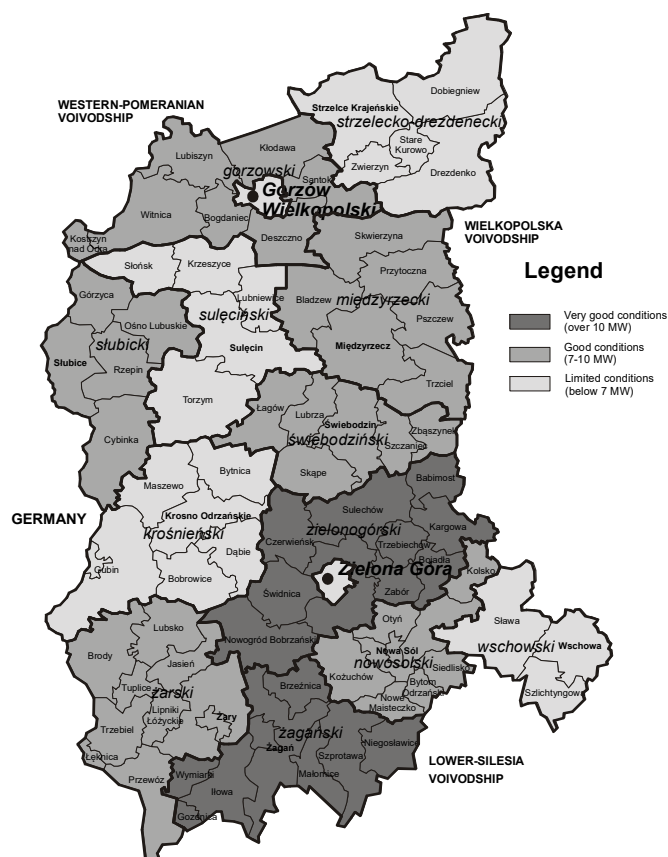 WESTERN-POMERANIAN
VOIVODSHIP
Dobiegniew
Strzelce Krajeńskie
strzelecko-drezdenecki
Stare
Kurowo
Zwierzyn
Drezdenko
Kłodawa
Lubiszyn
gorzowski
Santok
Gorzów
Wielkopolski
Witnica
Bogdaniec
Deszczno
Kostrzyn
nad Odrą
WIELKOPOLSKA
VOIVODSHIP
Skwierzyna
Krzeszyce
Słońsk
Przytoczna
Legend
Górzyca
Lubniewice
Bladzew
międzyrzecki
sulęciński
Pszczew
Very good conditions
(over 10 MW)
Ośno Lubuskie
słubicki
Sulęcin
Międzyrzecz
Good conditions
(7-10 MW)
Słubice
Rzepin
Trzciel
Limited conditions
(below 7 MW)
Torzym
Łagów
Lubrza
Świebodzin
Zbąszynek
świebodziński
Szczaniec
Cybinka
Skąpe
Bytnica
Babimost
Maszewo
GERMANY
Krosno Odrzańskie
krośnieński
Sulechów
zielonogórski
Kargowa
Czerwieńsk
Trzebiechów
Dąbie
Bojadła
Zielona Góra
Kolsko
Gubin
Bobrowice
Świdnica
Zabór
Otyń
Sława
Lubsko
Nowogród Bobrzański
Nowa Sól
nowosolski
wschowski
Wschowa
Brody
Jasień
Siedlisko
Kożuchów
Bytom
Odrzański
Szlichtyngowa
Tuplice
żarski
Brzeźnica
Nowe
Maisteczko
Lipniki
Łóżyckie
Żary
żagański
Trzebiel
Żagań
Niegosławice
Szprotawa
Łęknica
Przewóz
Wymiarki
Małomice
LOWER-SILESIA
VOIVODSHIP
Iłowa
Gozdnica